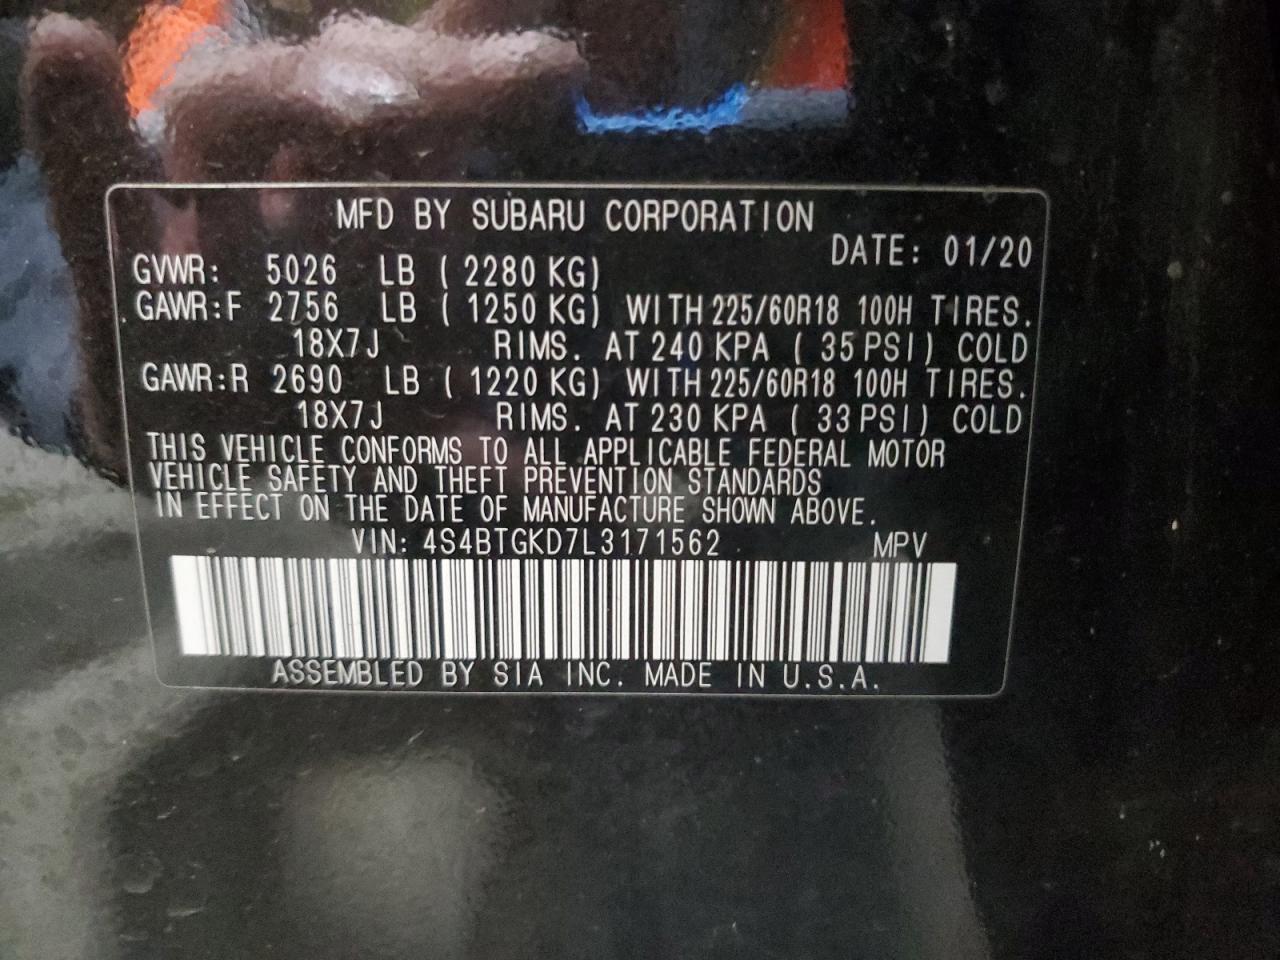 MFD BY SUBARU CORPORATION
DATE: 01/20
GVWR: 5026 LB ( 2280 KG)
GAWR:F 2756 LB ( 1250 KG) WITH 225/60R18 100H TIRES.
18X7J RIMS. AT 240 KPA ( 35 PSI) COLD
GAWR:R 2690 LB ( 1220 KG) WITH 225/60R18 100H TIRES.
18X7J RIMS. AT 230 KPA ( 33 PSI) COLD
THIS VEHICLE CONFORMS TO ALL APPLICABLE FEDERAL MOTOR
VEHICLE SAFETY AND THEFT PREVENTION STANDARDS
IN EFFECT ON THE DATE OF MANUFACTURE SHOWN ABOVE.
VIN: 4S4BTGKD7L3171562 MPV
ASSEMBLED BY SIA INC. MADE IN U.S.A.